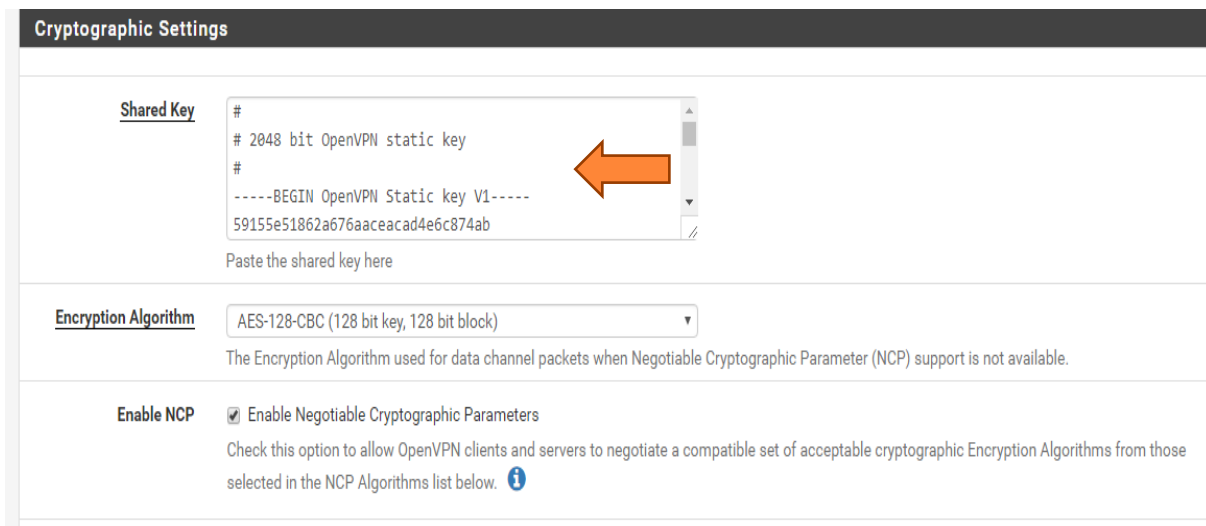 Cryptographic Settings
Shared Key
#
# 2048 bit OpenVPN static key
#
-----BEGIN OpenVPN Static key V1-----
59155e51862a676aaceacad4e6c874ab
Paste the shared key here
Encryption Algorithm
AES-128-CBC (128 bit key, 128 bit block)
The Encryption Algorithm used for data channel packets when Negotiable Cryptographic Parameter (NCP) support is not available.
Enable NCP
Enable Negotiable Cryptographic Parameters
Check this option to allow OpenVPN clients and servers to negotiate a compatible set of acceptable cryptographic Encryption Algorithms from those
selected in the NCP Algorithms list below.